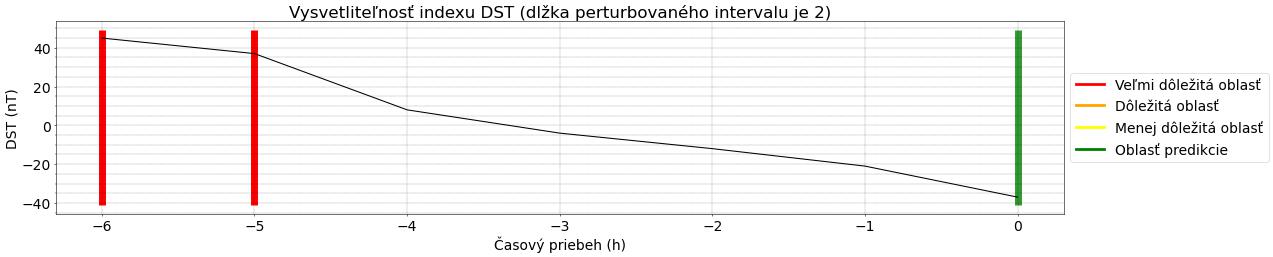 Vysvetliteľnosť indexu DST (dĺžka perturbovaného intervalu je 2)
DST (nT)
40
20
0
−20
−40
−6
−5
−4
−3
−2
−1
0
Časový priebeh (h)
Veľmi dôležitá oblasť
Dôležitá oblasť
Menej dôležitá oblasť
Oblasť predikcie